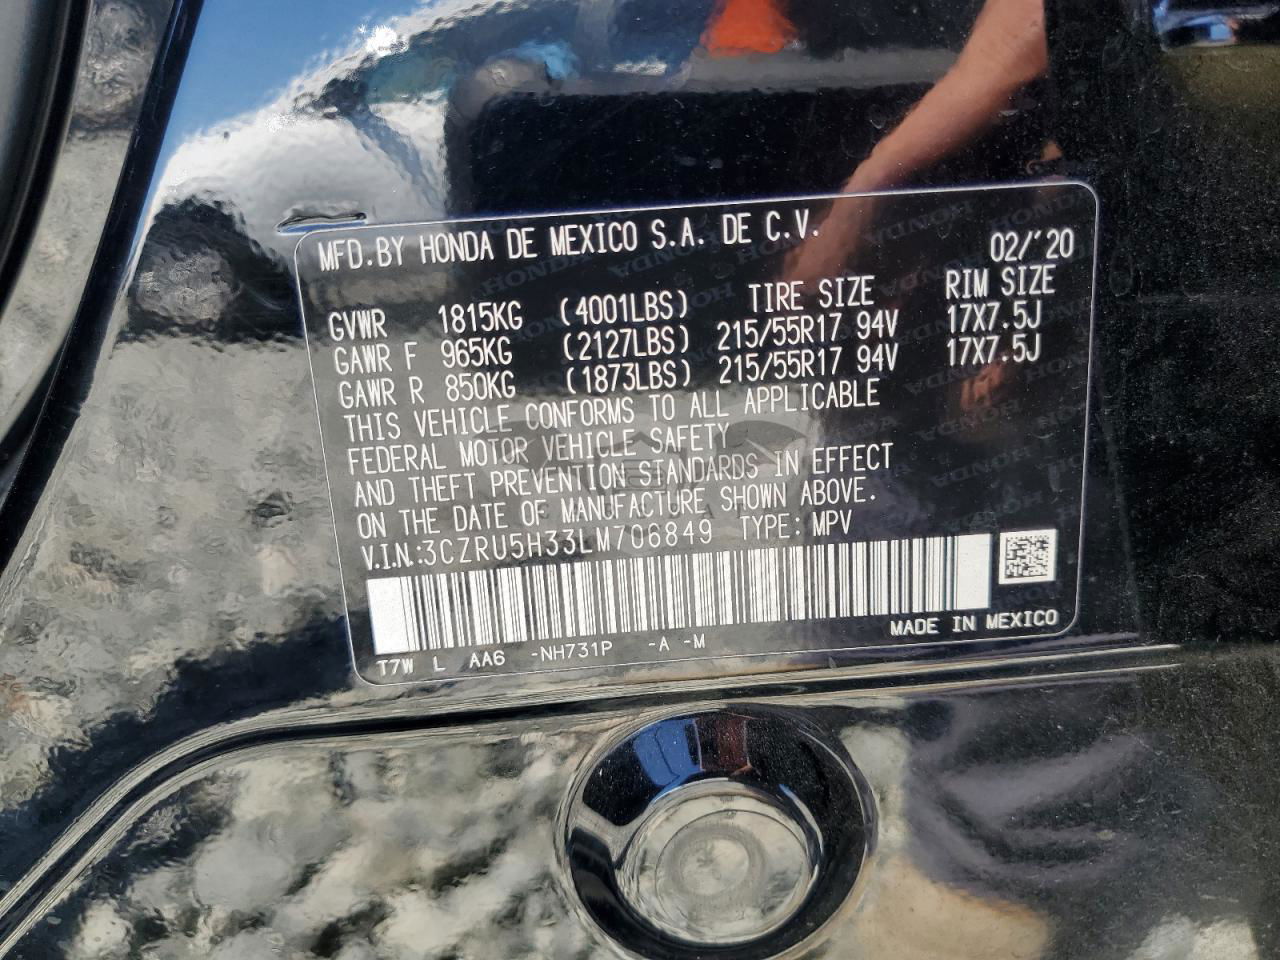 MFD.BY HONDA DE MEXICO S.A. DE C.V.
02/'20
GVWR 1815KG (4001LBS) TIRE SIZE RIM SIZE
GAWR F 965KG (2127LBS) 215/55R17 94V 17X7.5J
GAWR R 850KG (1873LBS) 215/55R17 94V 17X7.5J
THIS VEHICLE CONFORMS TO ALL APPLICABLE
FEDERAL MOTOR VEHICLE SAFETY
AND THEFT PREVENTION STANDARDS IN EFFECT
ON THE DATE OF MANUFACTURE SHOWN ABOVE.
V.I.N.:3CZRU5H33LM706849 TYPE: MPV
MADE IN MEXICO
T7W L AA6 -NH731P -A -M